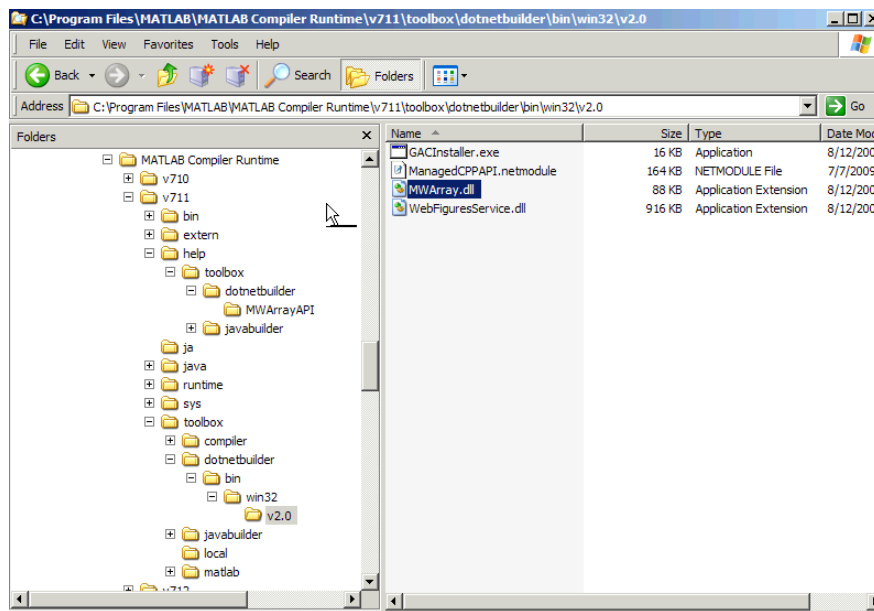 C:\Program Files\MATLAB\MATLAB Compiler Runtime\v711\toolbox\dotnetbuilder\bin\win32\v2.0
File Edit View Favorites Tools Help
Back Search Folders
Address C:\Program Files\MATLAB\MATLAB Compiler Runtime\v711\toolbox\dotnetbuilder\bin\win32\v2.0 Go
Folders x
MATLAB Compiler Runtime
v710
v711
bin
extern
help
toolbox
dotnetbuilder
MWArrayAPI
javabuilder
ja
java
runtime
sys
toolbox
compiler
dotnetbuilder
bin
win32
v2.0
javabuilder
local
matlab
v712
Name Size Type Date Mod
GACInstaller.exe 16 KB Application 8/12/200
ManagedCPPAPI.netmodule 164 KB NETMODULE File 7/7/2009
MWArray.dll 88 KB Application Extension 8/12/200
WebFiguresService.dll 916 KB Application Extension 8/12/200